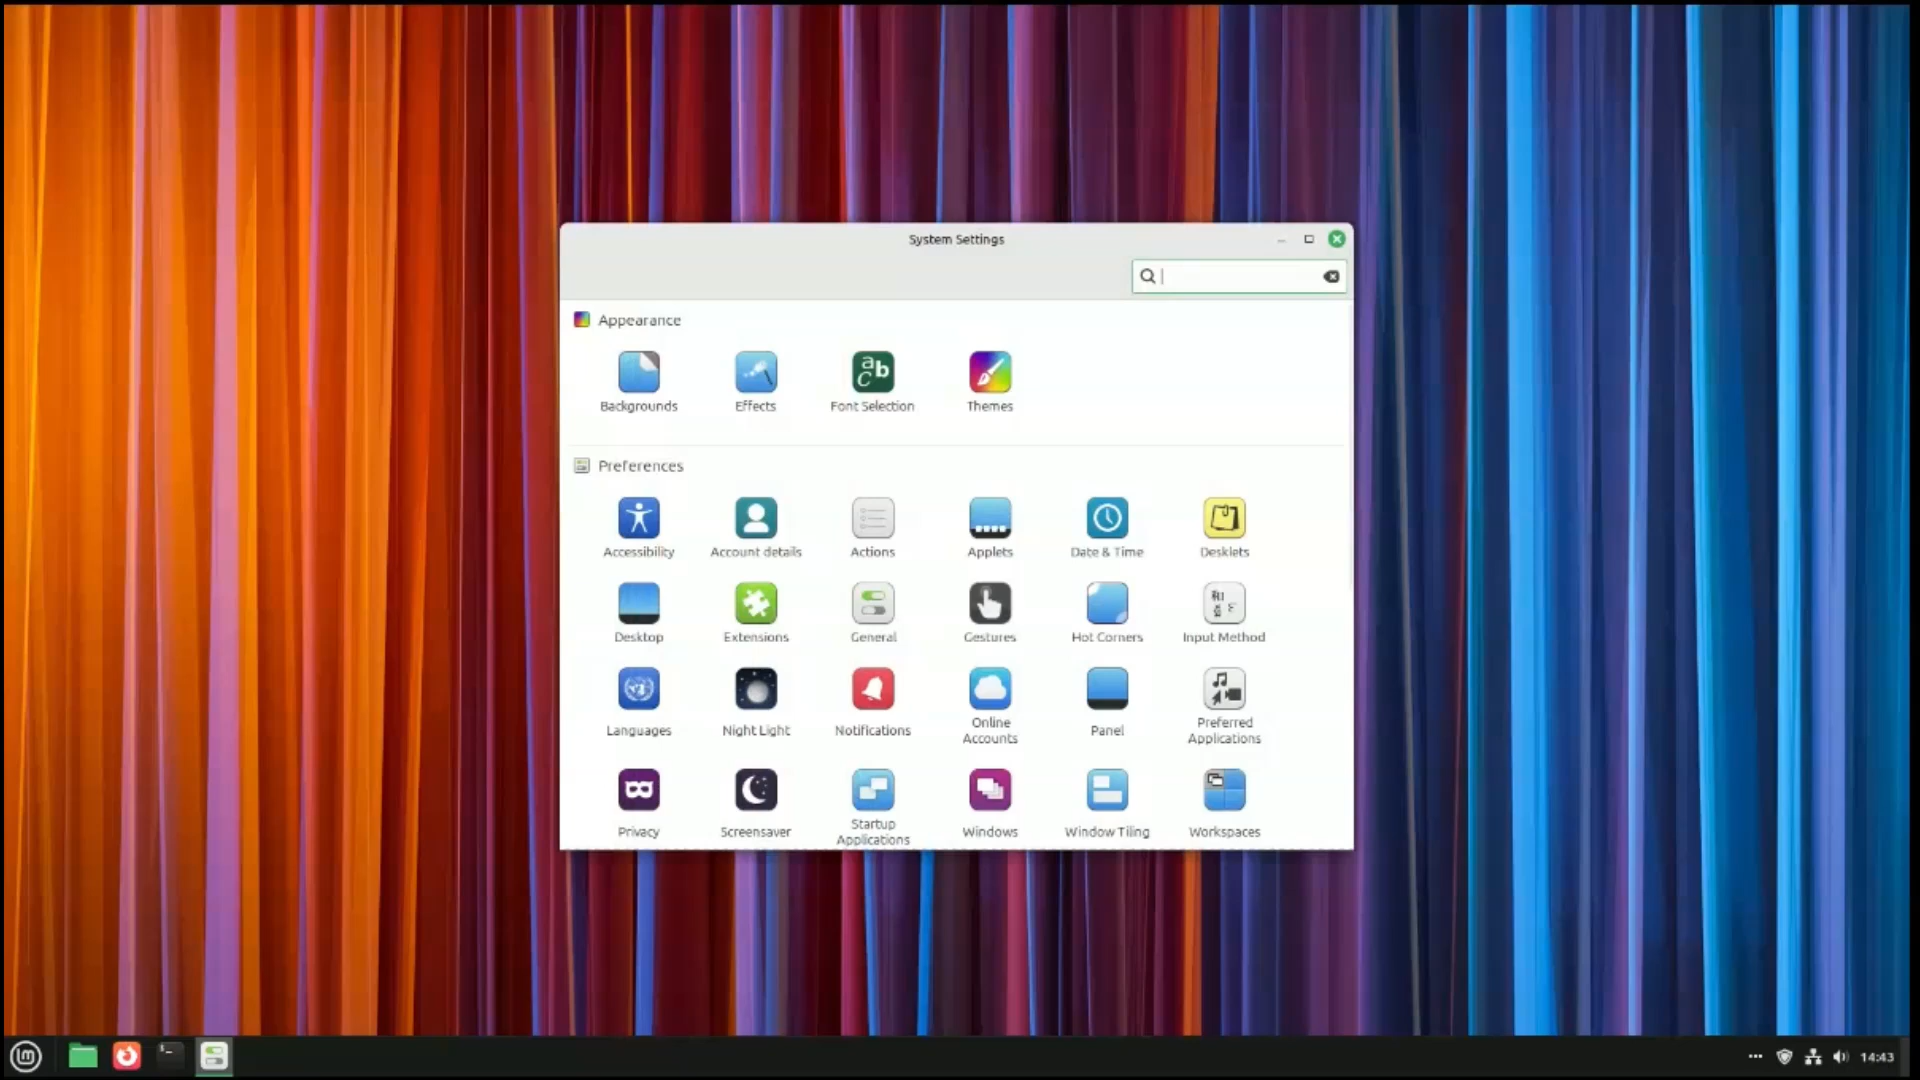 System Settings
Appearance
Backgrounds
Effects
Font Selection
Themes
Preferences
Accessibility
Account details
Actions
Applets
Date & Time
Desklets
Desktop
Extensions
General
Gestures
Hot Corners
Input Method
Languages
Night Light
Notifications
Online
Accounts
Panel
Preferred
Applications
Privacy
Screensaver
Startup
Applications
Windows
Window Tiling
Workspaces
14:43